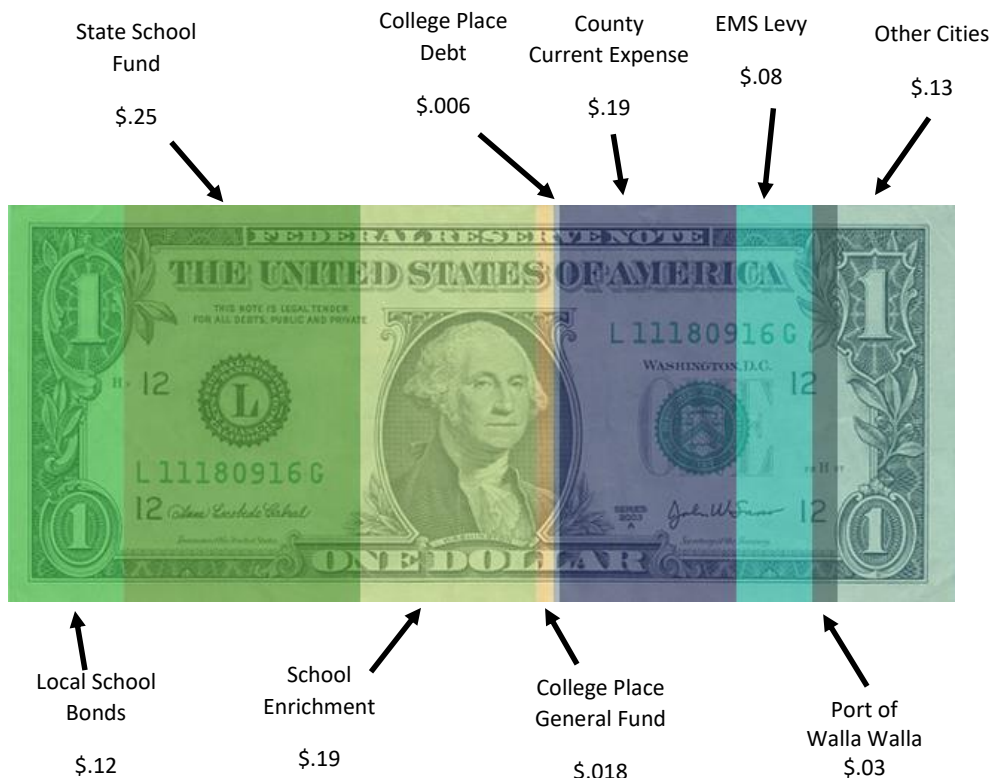 State School
Fund
$.25
College Place
Debt
$.006
County
Current Expense
$.19
EMS Levy
$.08
Other Cities
$.13
FEDERAL RESERVE NOTE
THE UNITED STATES OF AMERICA
THIS NOTE IS LEGAL TENDER
FOR ALL DEBTS, PUBLIC AND PRIVATE
L 11180916 G
WASHINGTON, D.C.
1
1
H
12
12
L
ONE
L 11180916 G
H
12
SERIES
2003
A
12
1
1
ONE DOLLAR
Local School
Bonds
$.12
School
Enrichment
$.19
College Place
General Fund
$.018
Port of
Walla Walla
$.03